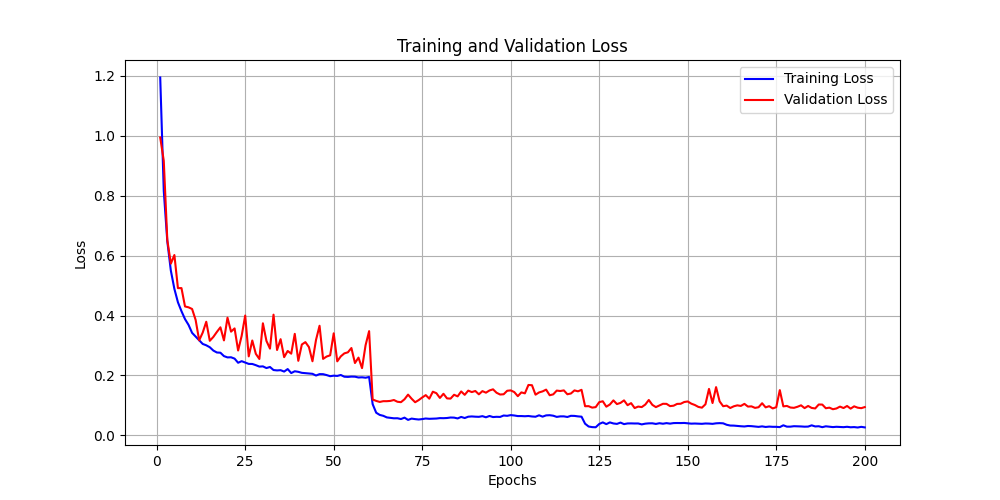 Training and Validation Loss
Training Loss
Validation Loss
1.2
1.0
0.8
0.6
0.4
0.2
0.0
Loss
0 25 50 75 100 125 150 175 200
Epochs